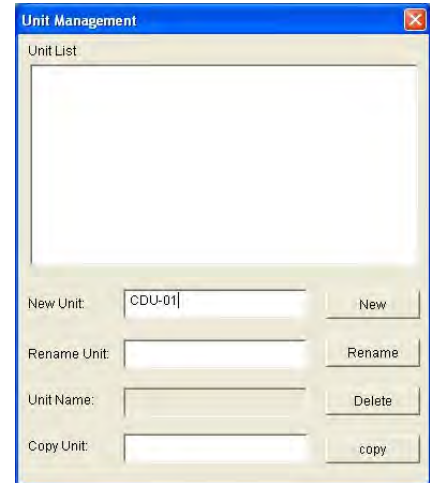 Unit Management
Unit List
New Unit: CDU-01 New
Rename Unit: Rename
Unit Name: Delete
Copy Unit: copy